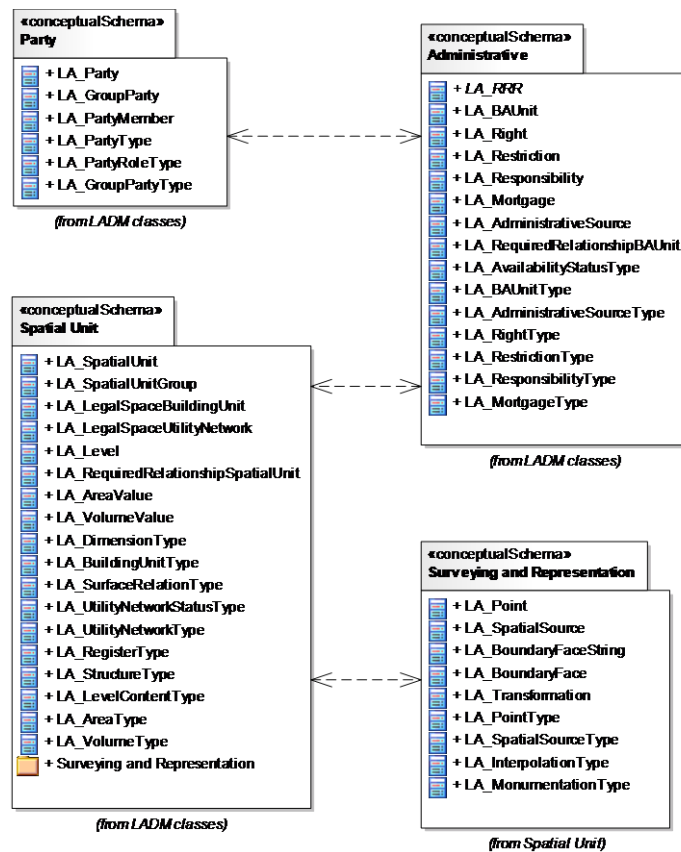 «conceptualSchema»
Party
+ LA_Party
+ LA_GroupParty
+ LA_PartyMember
+ LA_PartyType
+ LA_PartyRoleType
+ LA_GroupPartyType
(from LADM classes)
«conceptualSchema»
Administrative
+ LA_RRR
+ LA_BAUnit
+ LA_Right
+ LA_Restriction
+ LA_Responsibility
+ LA_Mortgage
+ LA_AdministrativeSource
+ LA_RequiredRelationshipBAUnit
+ LA_AvailabilityStatusType
+ LA_BAUnitType
+ LA_AdministrativeSourceType
+ LA_RightType
+ LA_RestrictionType
+ LA_ResponsibilityType
+ LA_MortgageType
(from LADM classes)
«conceptualSchema»
Spatial Unit
+ LA_SpatialUnit
+ LA_SpatialUnitGroup
+ LA_LegalSpaceBuildingUnit
+ LA_LegalSpaceUtilityNetwork
+ LA_Level
+ LA_RequiredRelationshipSpatialUnit
+ LA_AreaValue
+ LA_VolumeValue
+ LA_DimensionType
+ LA_BuildingUnitType
+ LA_SurfaceRelationType
+ LA_UtilityNetworkStatusType
+ LA_UtilityNetworkType
+ LA_RegisterType
+ LA_StructureType
+ LA_LevelContentType
+ LA_AreaType
+ LA_VolumeType
+ Surveying and Representation
(from LADM classes)
«conceptualSchema»
Surveying and Representation
+ LA_Point
+ LA_SpatialSource
+ LA_BoundaryFaceString
+ LA_BoundaryFace
+ LA_Transformation
+ LA_PointType
+ LA_SpatialSourceType
+ LA_InterpolationType
+ LA_MonumentationType
(from Spatial Unit)